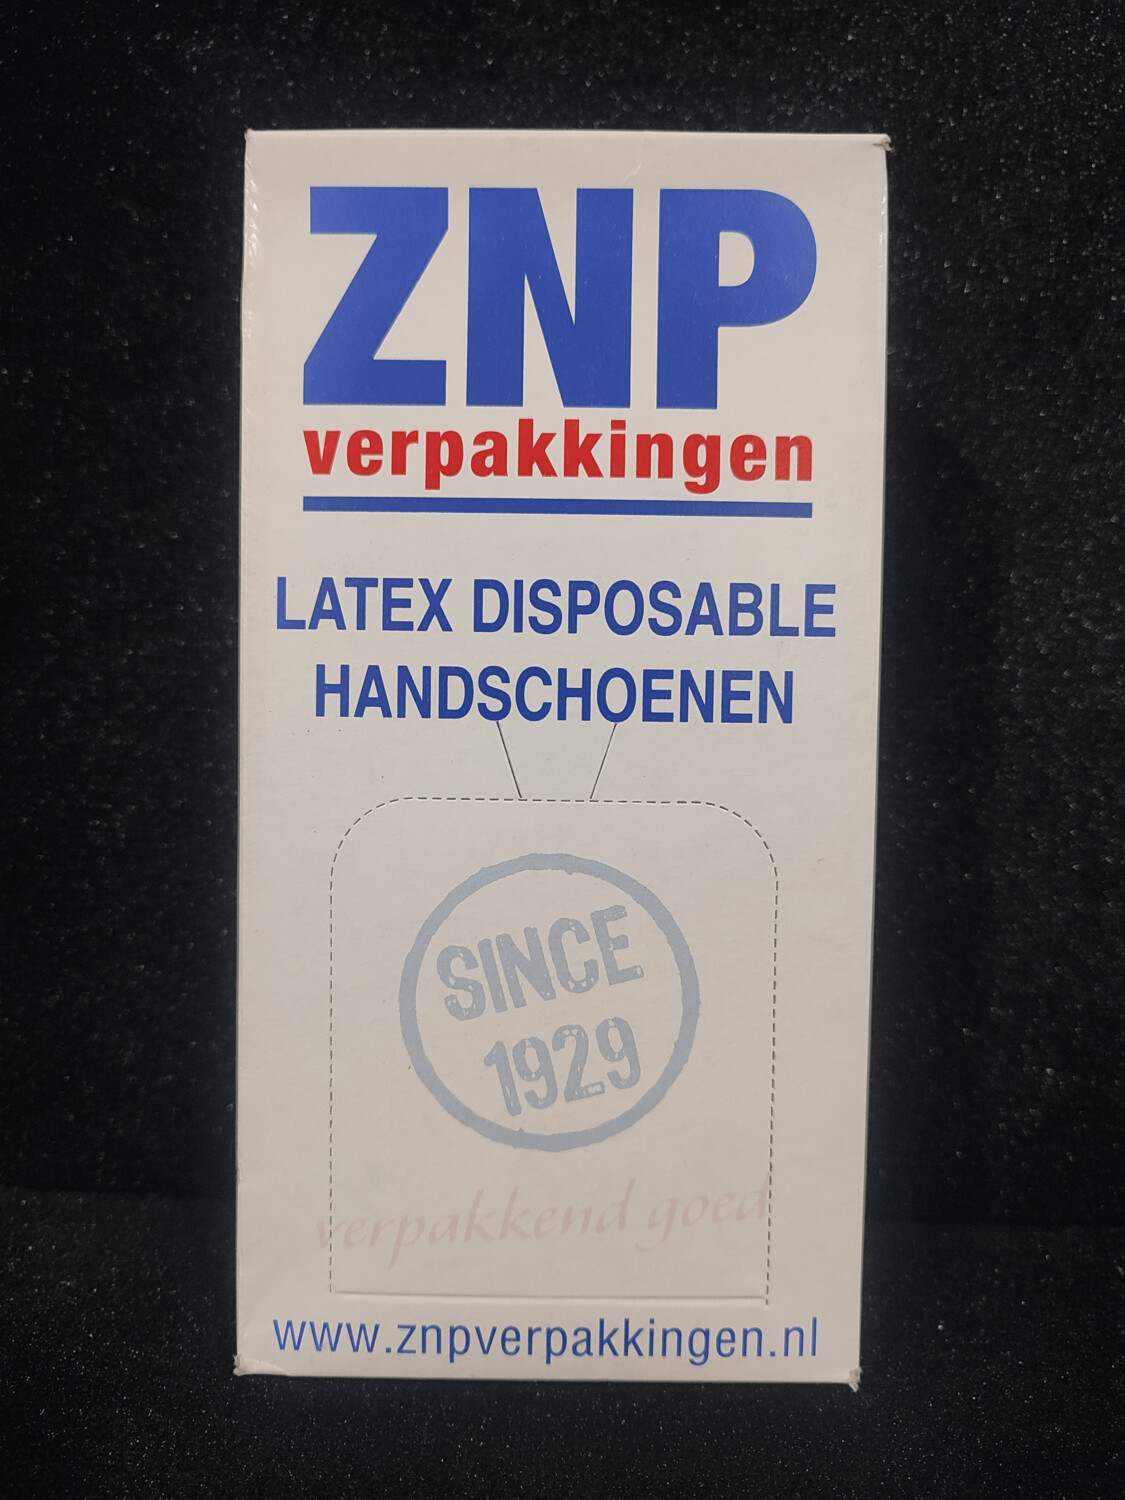 ZNP
verpakkingen
LATEX DISPOSABLE
HANDSCHOENEN
SINCE
1929
verpakkend goed
www.znpverpakkingen.nl